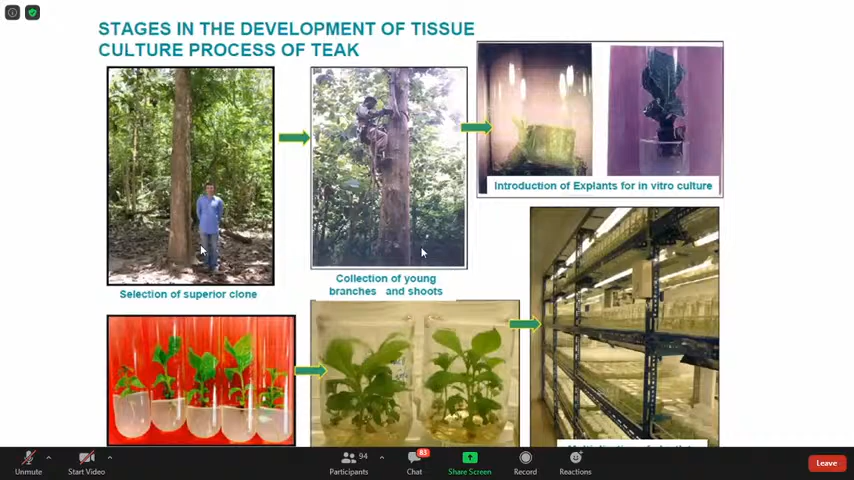 STAGES IN THE DEVELOPMENT OF TISSUE
CULTURE PROCESS OF TEAK
Introduction of Explants for in vitro culture
Collection of young
branches and shoots
Selection of superior clone
94
85
Unmute
Start Video
Participants
Chat
Share Screen
Record
Reactions
Leave